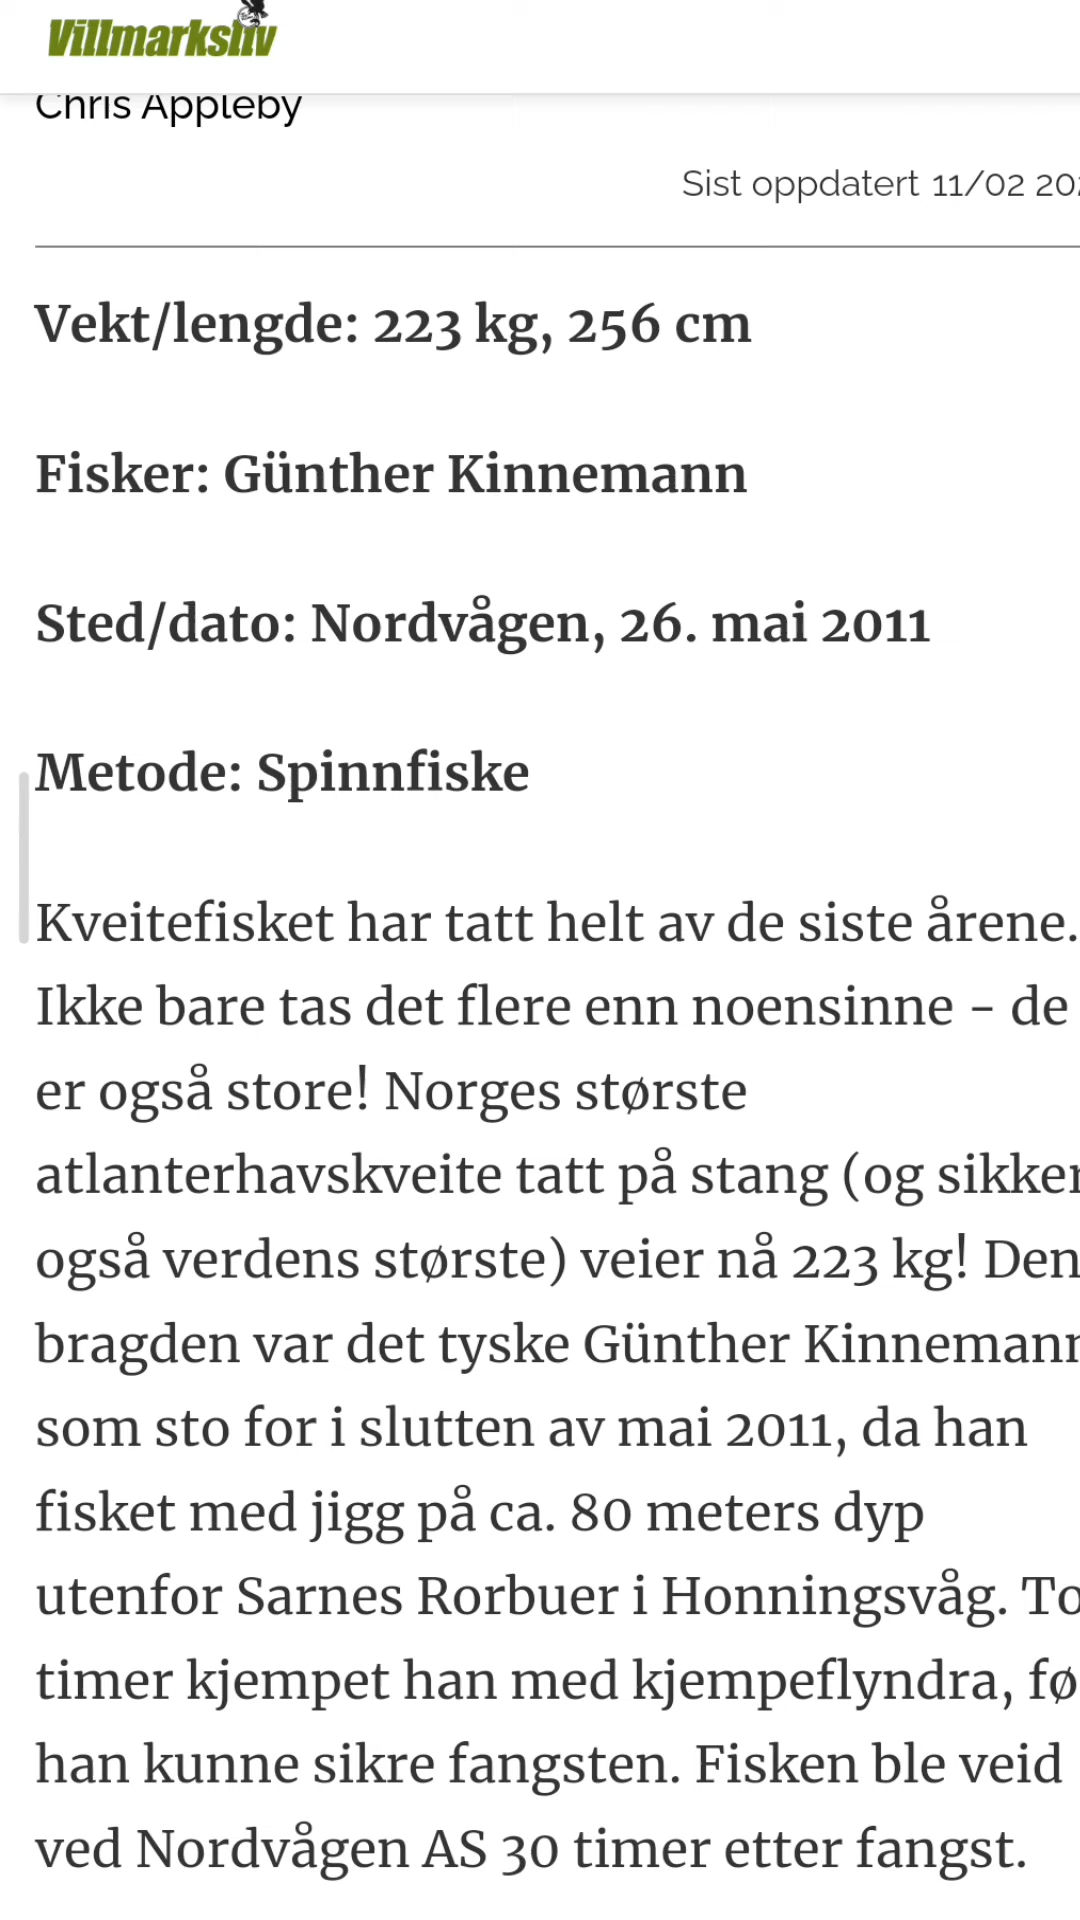 Villmarksliv
Chris Appleby
Sist oppdatert 11/02
Vekt/lengde: 223 kg, 256 cm
Fisker: Günther Kinnemann
Sted/dato: Nordvågen, 26. mai 2011
Metode: Spinnfiske
Kveitefisket har tatt helt av de siste årene.
Ikke bare tas det flere enn noensinne – de
er også store! Norges største
atlanterhavskveite tatt på stang (og
også verdens største) veier nå 223 kg! Den
bragden var det tyske Günther
som sto for i slutten av mai 2011, da han
fisket med jigg på ca. 80 meters dyp
utenfor Sarnes Rorbuer i Honningsvåg. To
timer kjempet han med kjempeflyndra,
han kunne sikre fangsten. Fisken ble veid
ved Nordvågen AS 30 timer etter fangst.